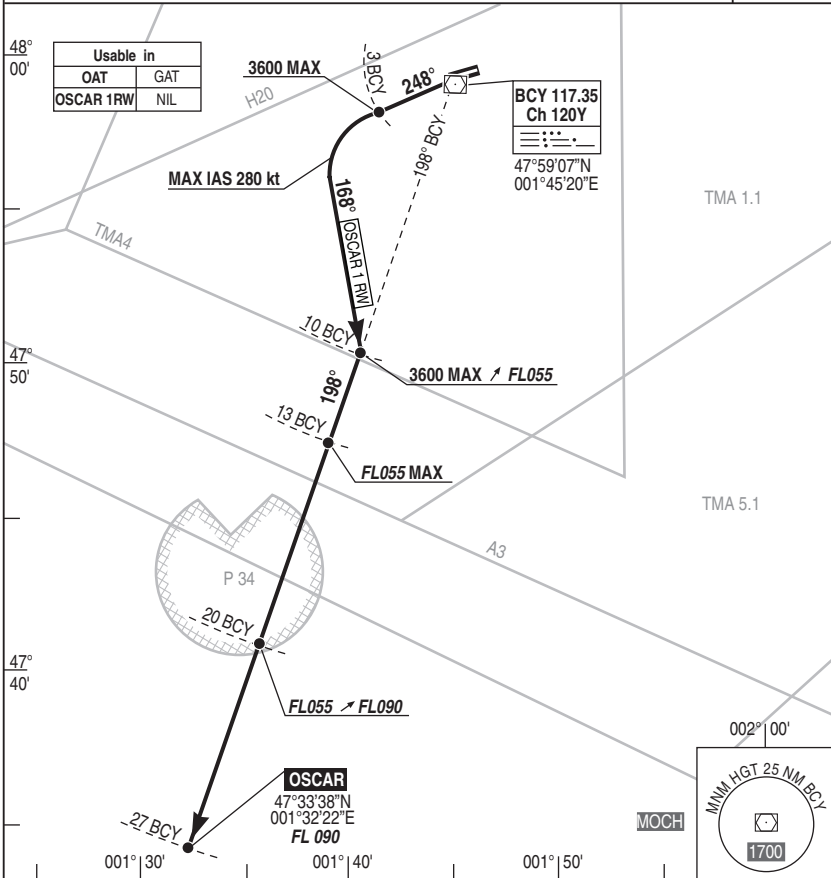 48°
00'
Usable in
OAT GAT
OSCAR 1RW NIL
3600 MAX
3 BCY
248°
H20
BCY 117.35
Ch 120Y
47°59'07"N
001°45'20"E
198° BCY
MAX IAS 280 kt
168°
OSCAR 1 RW
TMA 1.1
TMA4
10 BCY
47°
50'
3600 MAX ↗ FL055
198°
13 BCY
FL055 MAX
TMA 5.1
A3
P 34
20 BCY
47°
40'
FL055 ↗ FL090
002° 00'
OSCAR
47°33'38"N
001°32'22"E
FL 090
27 BCY
MOCH
MNM HGT 25 NM BCY
1700
001° 30'
001° 40'
001° 50'